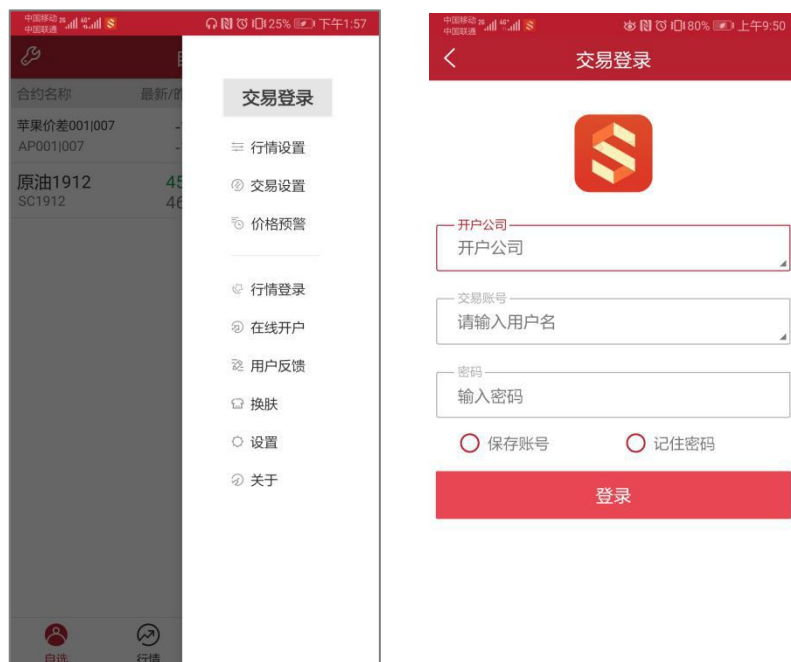 中国移动 2G 4G
中国联通
25% 下午1:57
合约名称 最新/昨
苹果价差001|007 -
AP001|007 -
原油1912 45
SC1912 46
自选 行情
交易登录
行情设置
交易设置
价格预警
行情登录
在线开户
用户反馈
换肤
设置
关于
中国移动 2G 4G
中国联通
80% 上午9:50
交易登录
开户公司
开户公司
交易账号
请输入用户名
密码
输入密码
保存账号 记住密码
登录